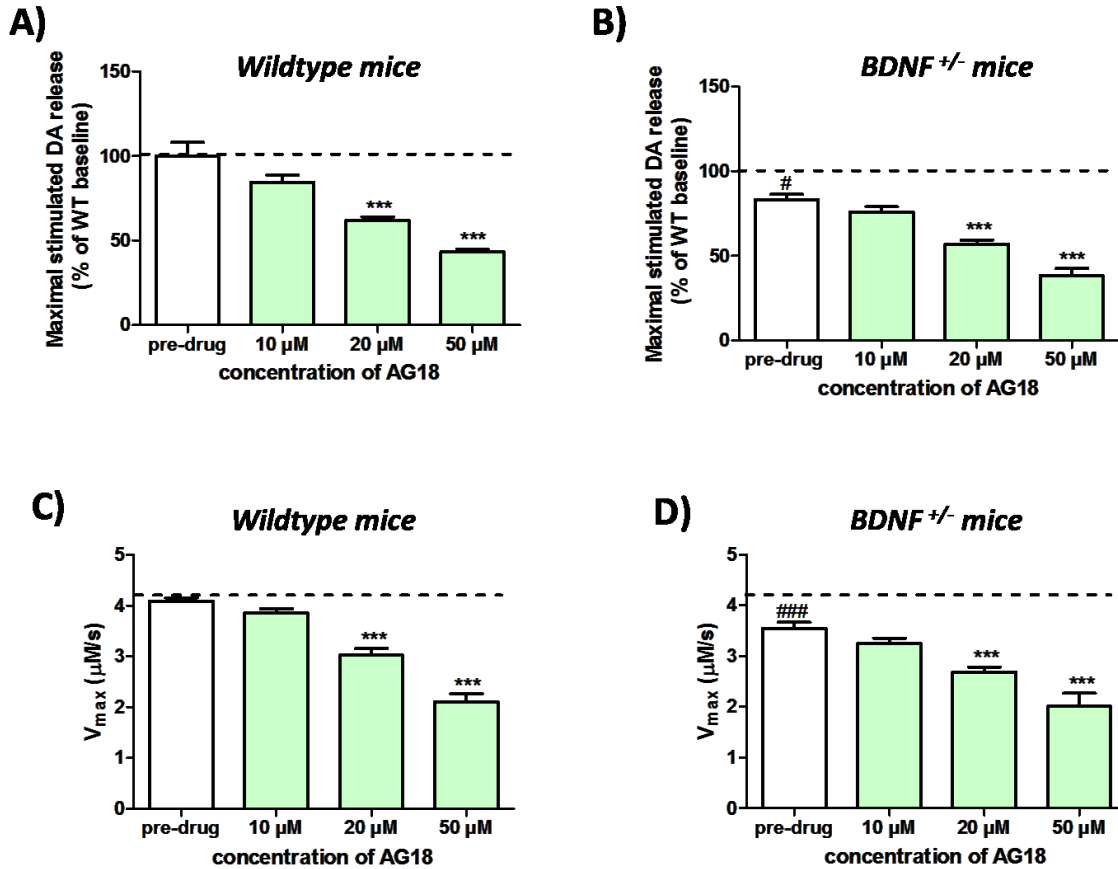 A)
Wildtype mice
Maximal stimulated DA release
(% of WT baseline)
150
100
50
0
***
***
pre-drug 10 µM 20 µM 50 µM
concentration of AG18
B)
BDNF +/- mice
Maximal stimulated DA release
(% of WT baseline)
150
100
50
0
#
***
***
pre-drug 10 µM 20 µM 50 µM
concentration of AG18
C)
Wildtype mice
Vmax (µM/s)
5
4
3
2
1
0
***
***
pre-drug 10 µM 20 µM 50 µM
concentration of AG18
D)
BDNF +/- mice
Vmax (µM/s)
5
4
3
2
1
0
###
***
***
pre-drug 10 µM 20 µM 50 µM
concentration of AG18